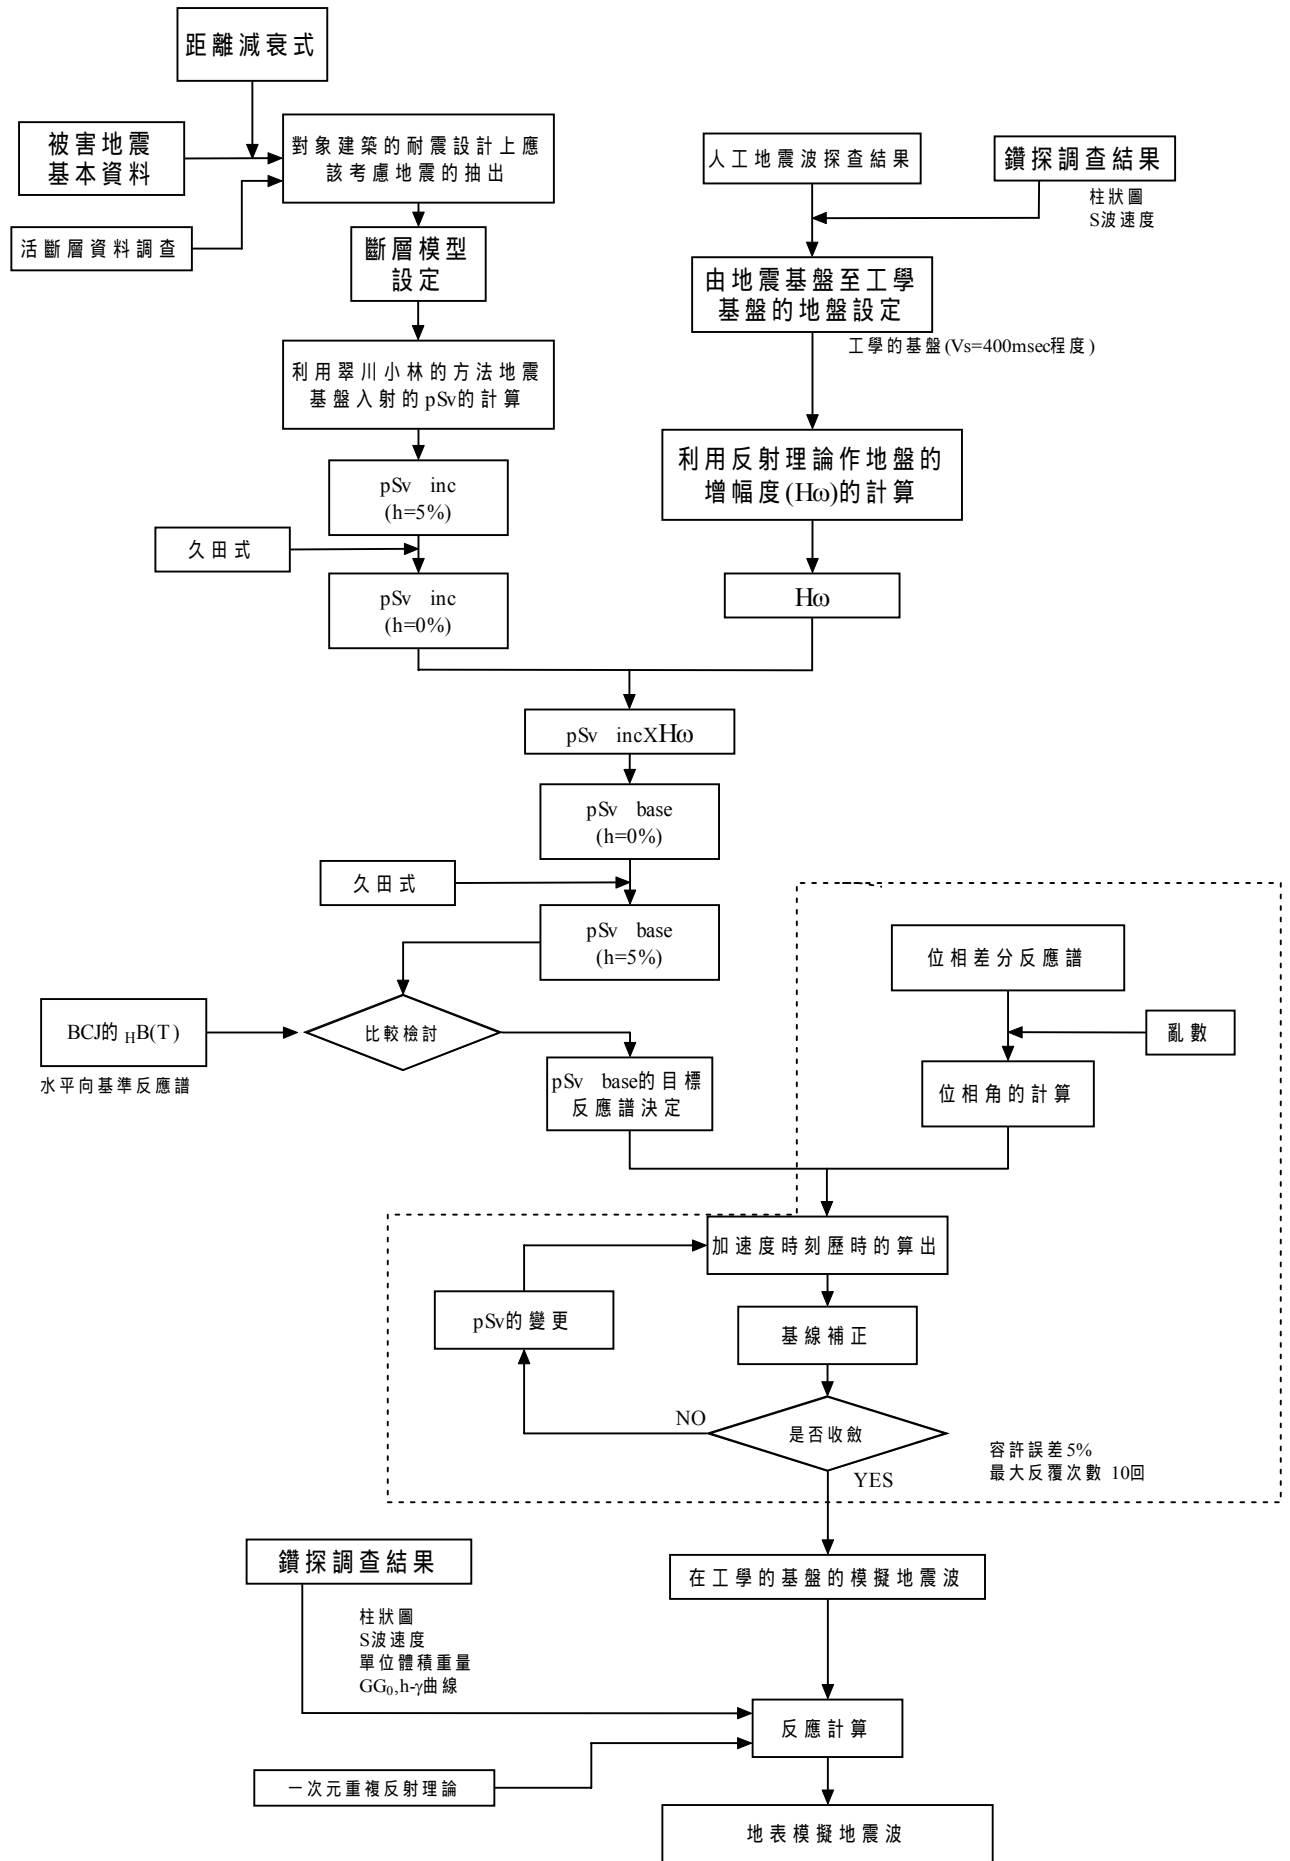 距離減衰式
被害地震
基本資料
對象建築的耐震設計上應
該考慮地震的抽出
活斷層資料調查
斷層模型
設定
利用翠川小林的方法地震
基盤入射的pSv的計算
pSv inc
(h=5%)
久田式
pSv inc
(h=0%)
人工地震波探查結果
鑽探調查結果
柱狀圖
S波速度
由地震基盤至工學
基盤的地盤設定
工學的基盤(Vs=400msec程度)
利用反射理論作地盤的
增幅度(Hω)的計算
Hω
pSv incXHω
pSv base
(h=0%)
久田式
pSv base
(h=5%)
BCJ的 HB(T)
水平向基準反應譜
比較檢討
pSv base的目標
反應譜決定
位相差分反應譜
亂數
位相角的計算
加速度時刻歷時的算出
pSv的變更
基線補正
NO
是否收斂
YES
容許誤差5%
最大反覆次數 10回
鑽探調查結果
柱狀圖
S波速度
單位體積重量
GG₀,h-γ曲線
在工學的基盤的模擬地震波
反應計算
一次元重複反射理論
地表模擬地震波